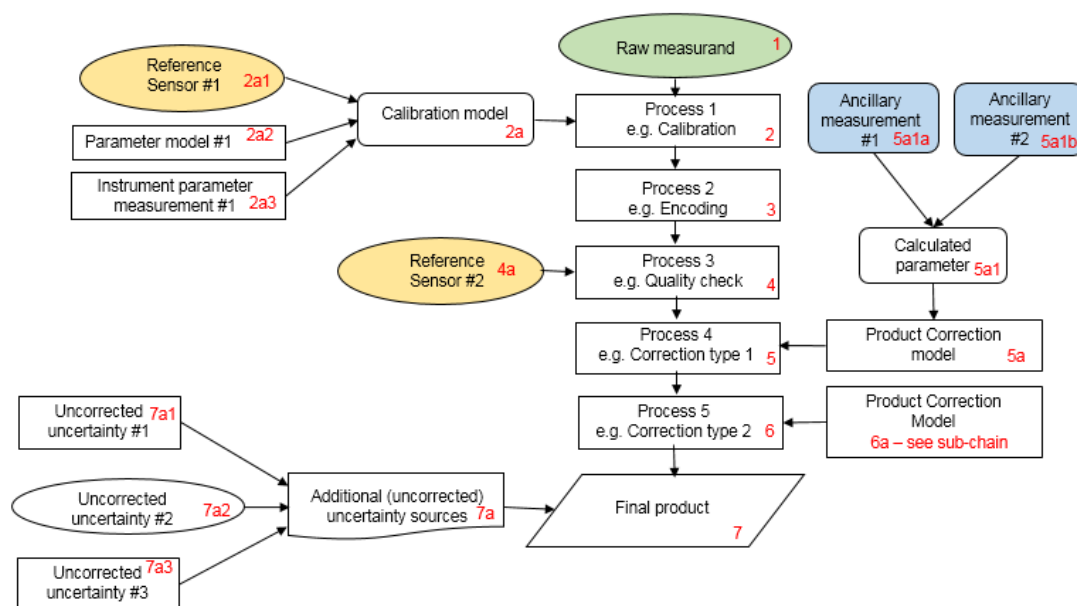 Raw measurand 1
Reference
Sensor #1 2a1
Parameter model #1 2a2
Instrument parameter
measurement #1 2a3
Calibration model
2a
Process 1
e.g. Calibration 2
Ancillary
measurement
#1 5a1a
Ancillary
measurement
#2 5a1b
Process 2
e.g. Encoding 3
Reference
Sensor #2 4a
Process 3
e.g. Quality check 4
Calculated
parameter 5a1
Process 4
e.g. Correction type 1 5
Product Correction
model 5a
Process 5
e.g. Correction type 2 6
Product Correction
Model
6a – see sub-chain
Uncorrected 7a1
uncertainty #1
Uncorrected
uncertainty #2 7a2
Uncorrected 7a3
uncertainty #3
Additional (uncorrected)
uncertainty sources 7a
Final product
7